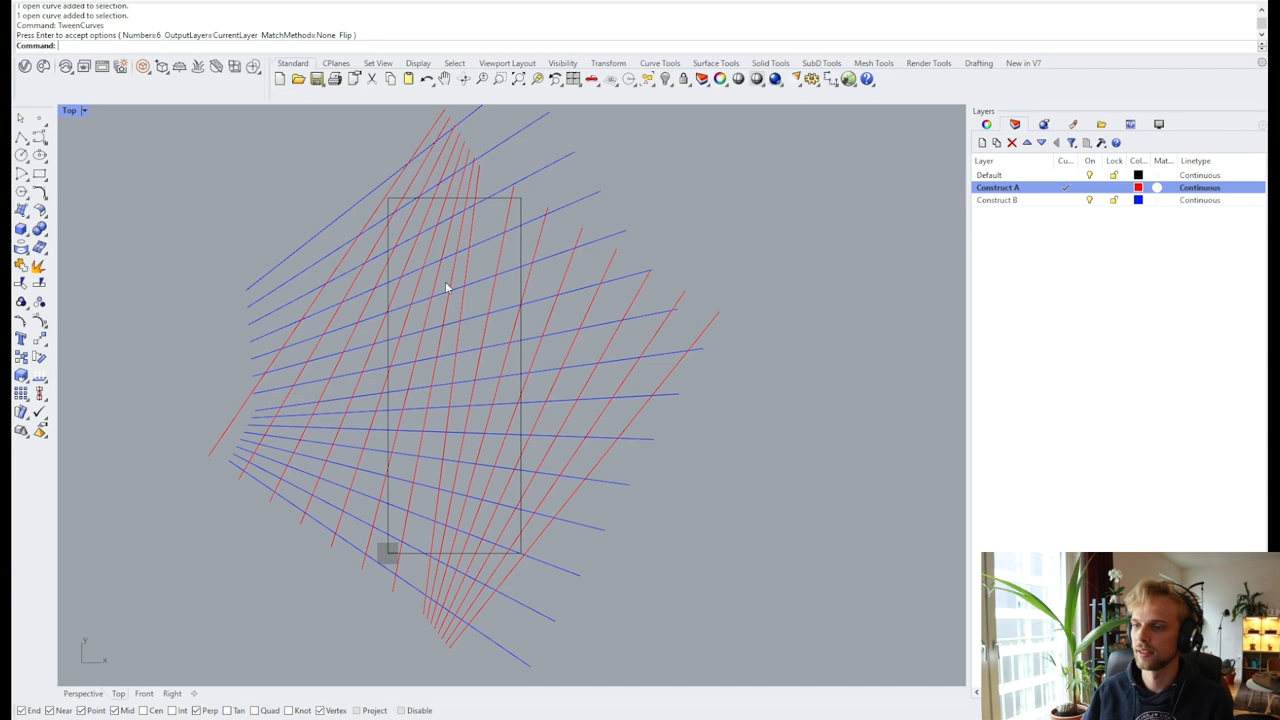 1 open curve added to selection.
1 open curve added to selection.
Command: TweenCurves
Press Enter to accept options ( Number=6 OutputLayer=CurrentLayer MatchMethod=None Flip )
Command:
Standard CPlanes Set View Display Select Viewport Layout Visibility Transform Curve Tools Surface Tools Solid Tools SubD Tools Mesh Tools Render Tools Drafting New in V7
Top
Layers
Layer Cu... On Lock Col... Mat... Linetype
Default Continuous
Construct A Continuous
Construct B Continuous
y
x
Perspective Top Front Right
End Near Point Mid Cen Int Perp Tan Quad Knot Vertex Project Disable